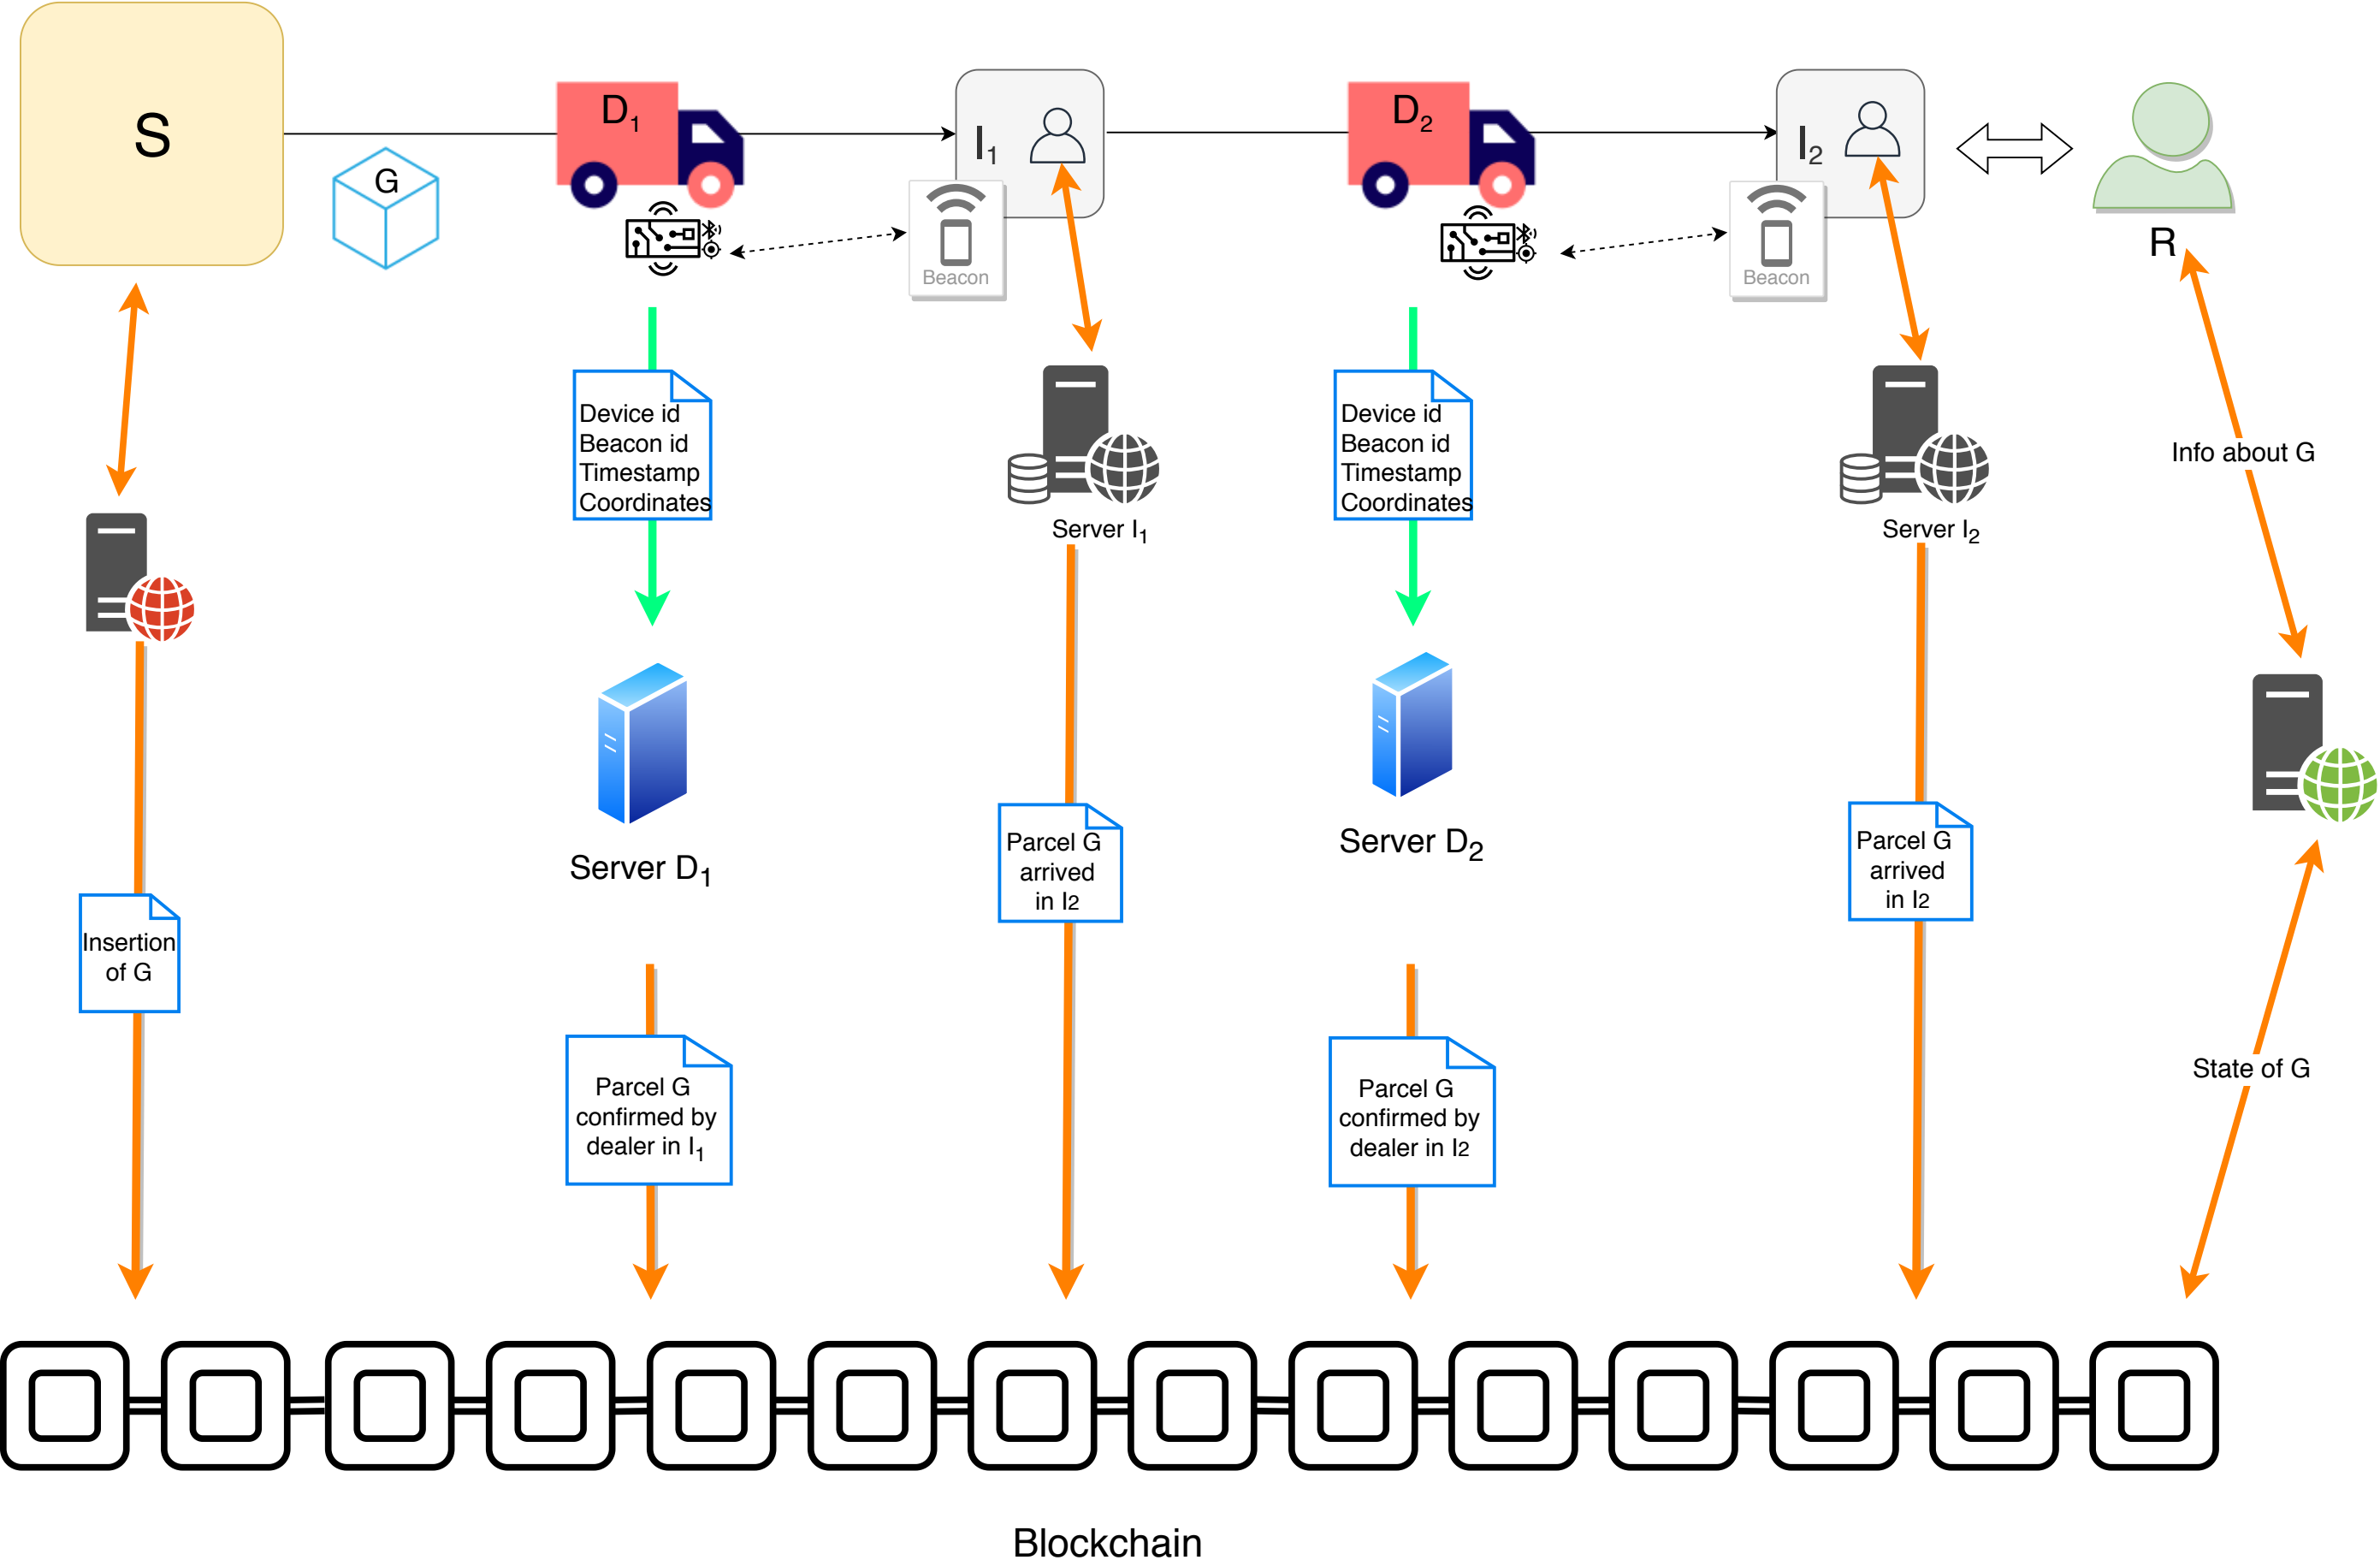 S
G
D1
I1
D2
I2
R
Beacon
Beacon
Device id
Beacon id
Timestamp
Coordinates
Device id
Beacon id
Timestamp
Coordinates
Info about G
Server I1
Server I2
Server D1
Server D2
Parcel G
arrived
in I2
Parcel G
arrived
in I2
Insertion
of G
Parcel G
confirmed by
dealer in I1
Parcel G
confirmed by
dealer in I2
State of G
Blockchain